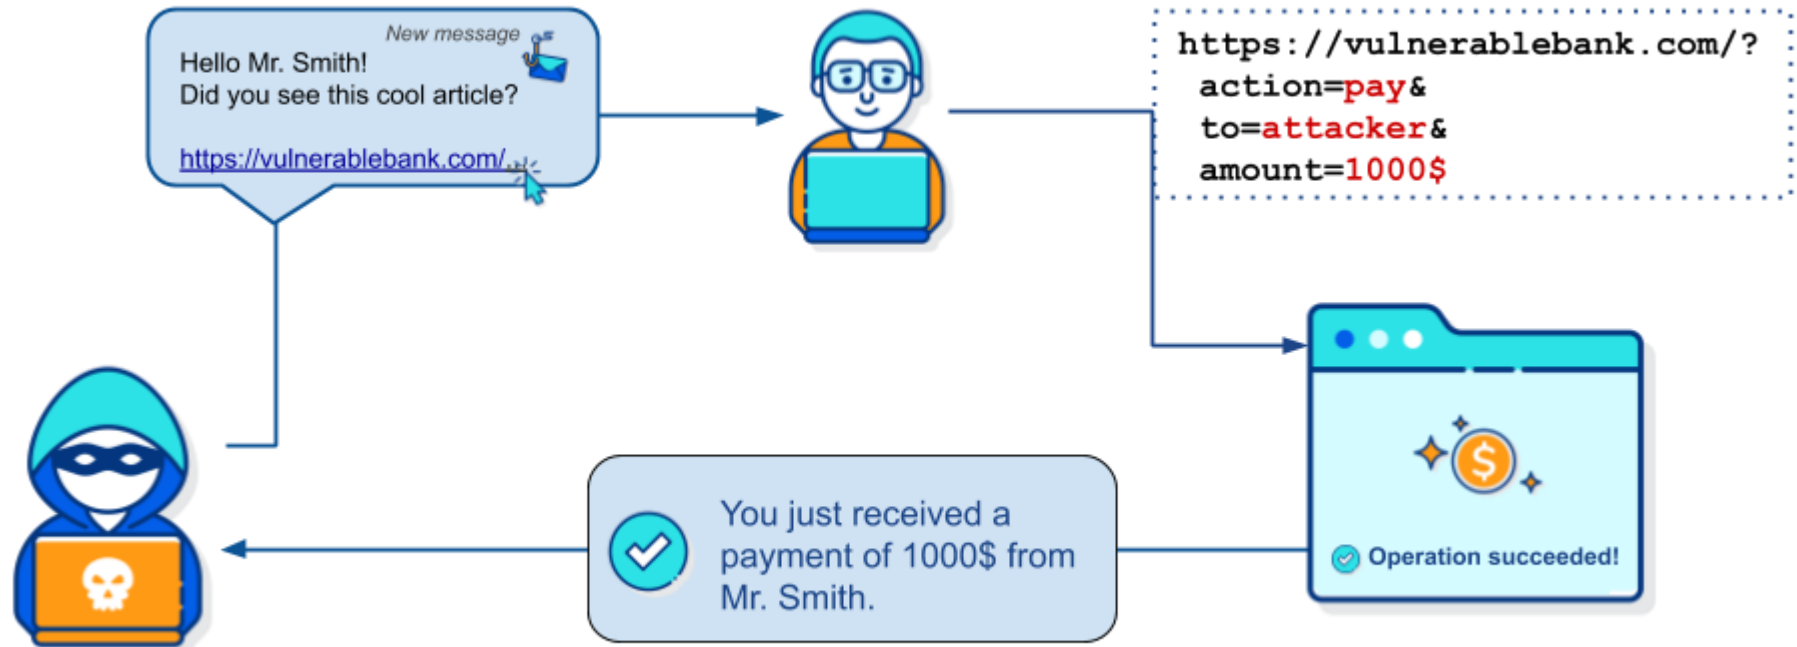 New message
Hello Mr. Smith!
Did you see this cool article?
https://vulnerablebank.com/...
https://vulnerablebank.com/?
action=pay&
to=attacker&
amount=1000$
$
Operation succeeded!
You just received a
payment of 1000$ from
Mr. Smith.